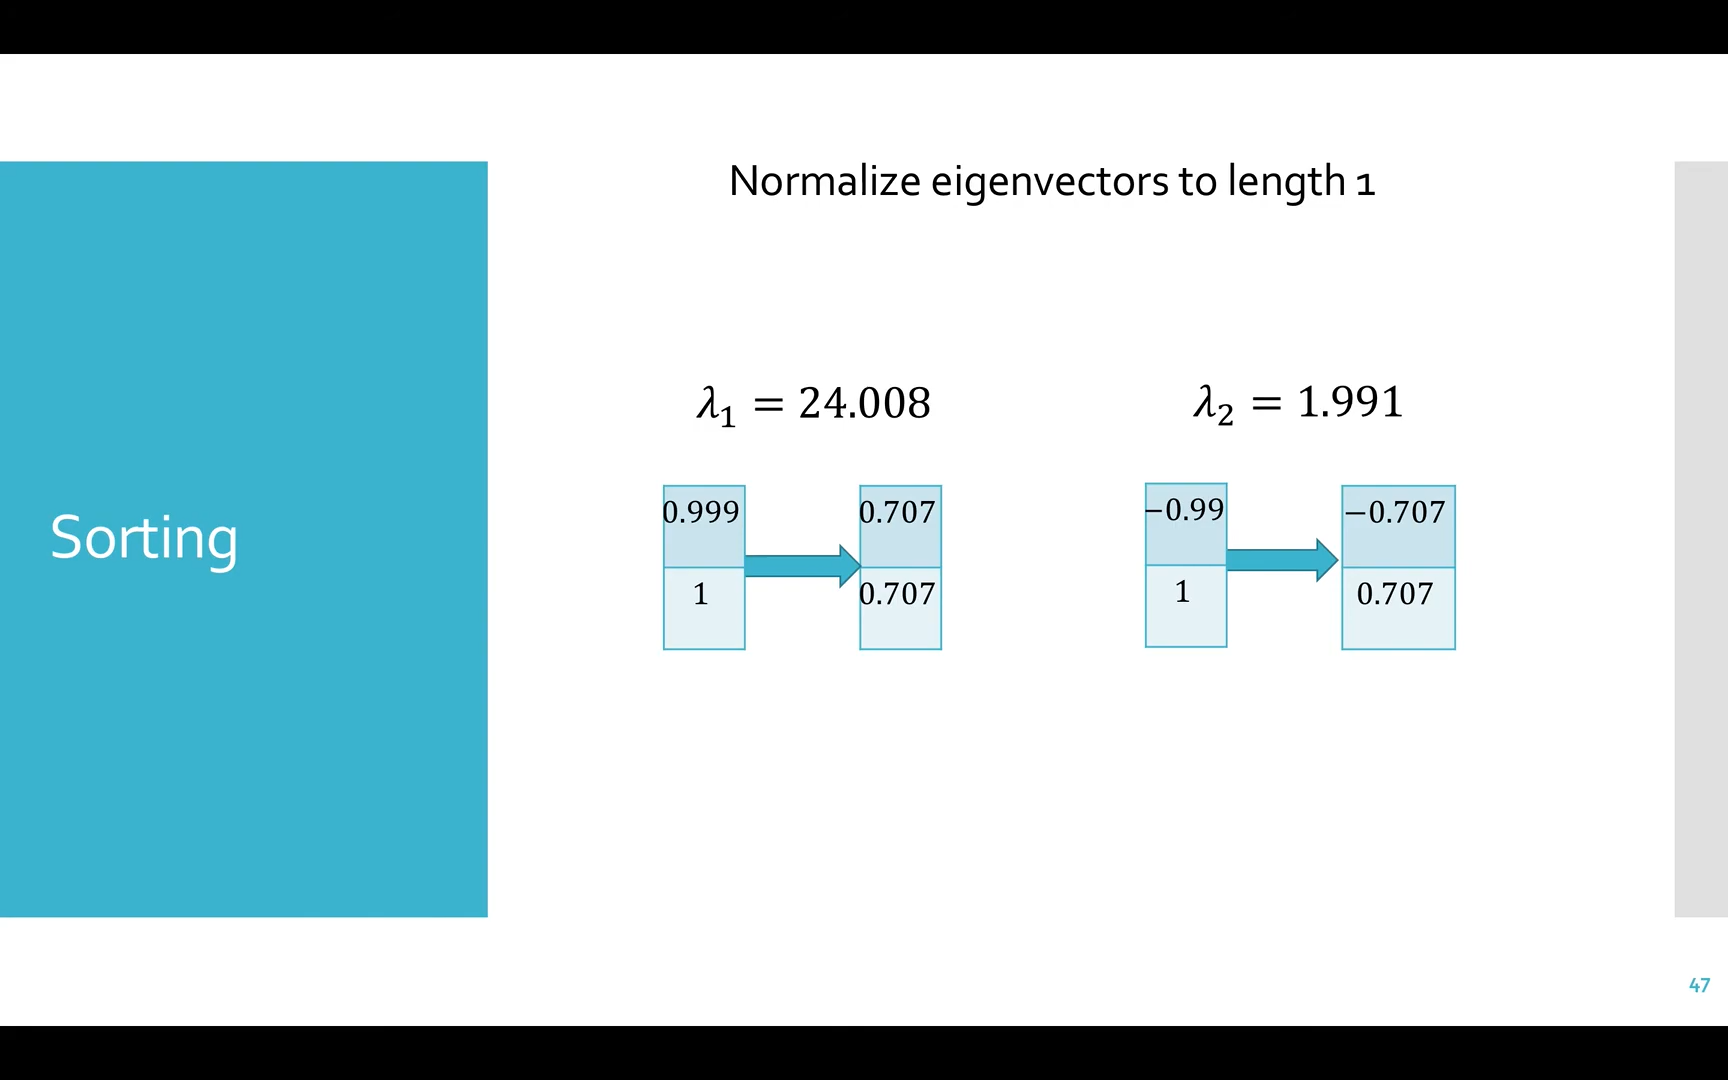 Normalize eigenvectors to length 1
Sorting
λ₁ = 24.008
λ₂ = 1.991
0.999
1
0.707
0.707
−0.99
1
−0.707
0.707
47